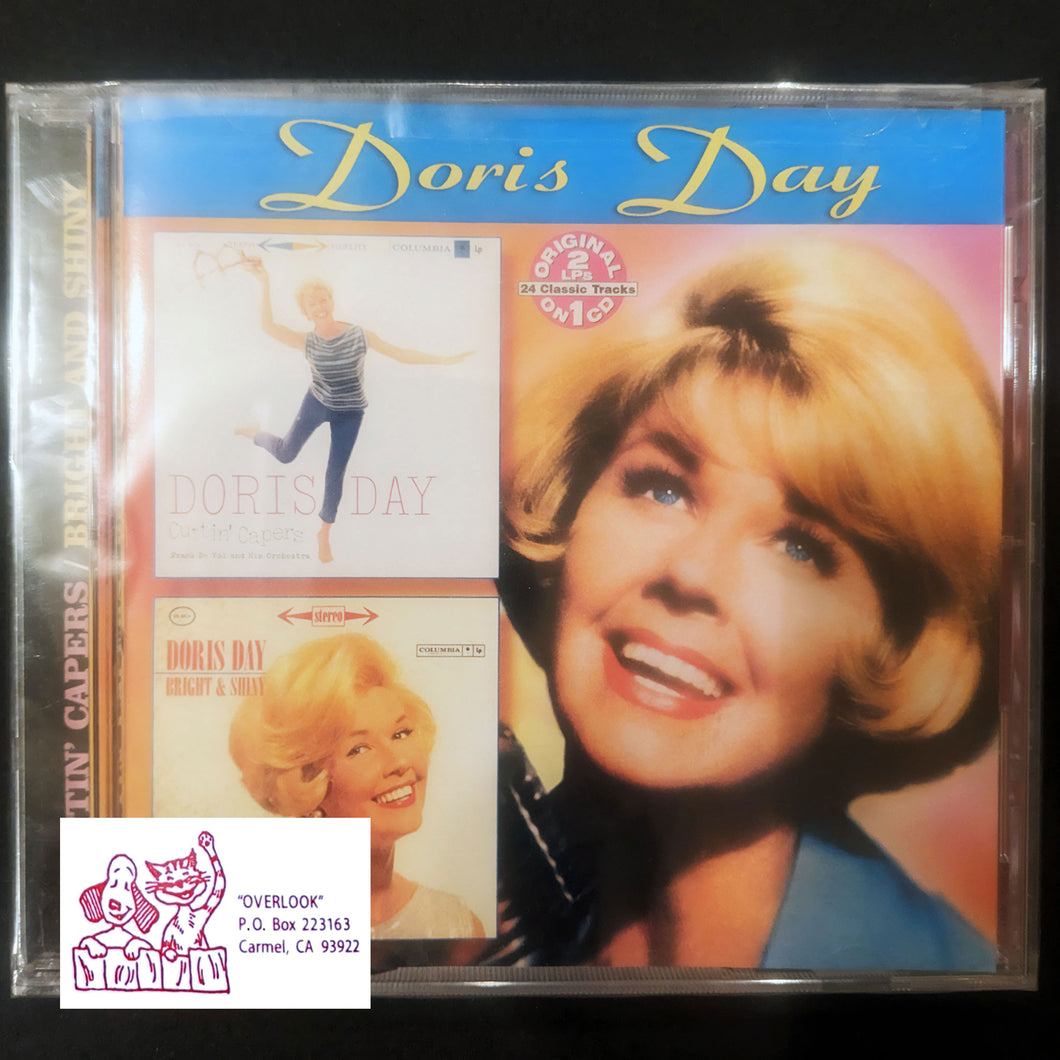 Doris Day
ORIGINAL
2
LPs
24 Classic Tracks
ON 1 CD
COLUMBIA
DORIS DAY
Cuttin' Capers
Frank De Vol and His Orchestra
stereo
DORIS DAY
COLUMBIA
BRIGHT & SHINY
TIN' CAPERS / BRIGHT AND SHINY
"OVERLOOK"
P.O. Box 223163
Carmel, CA 93922